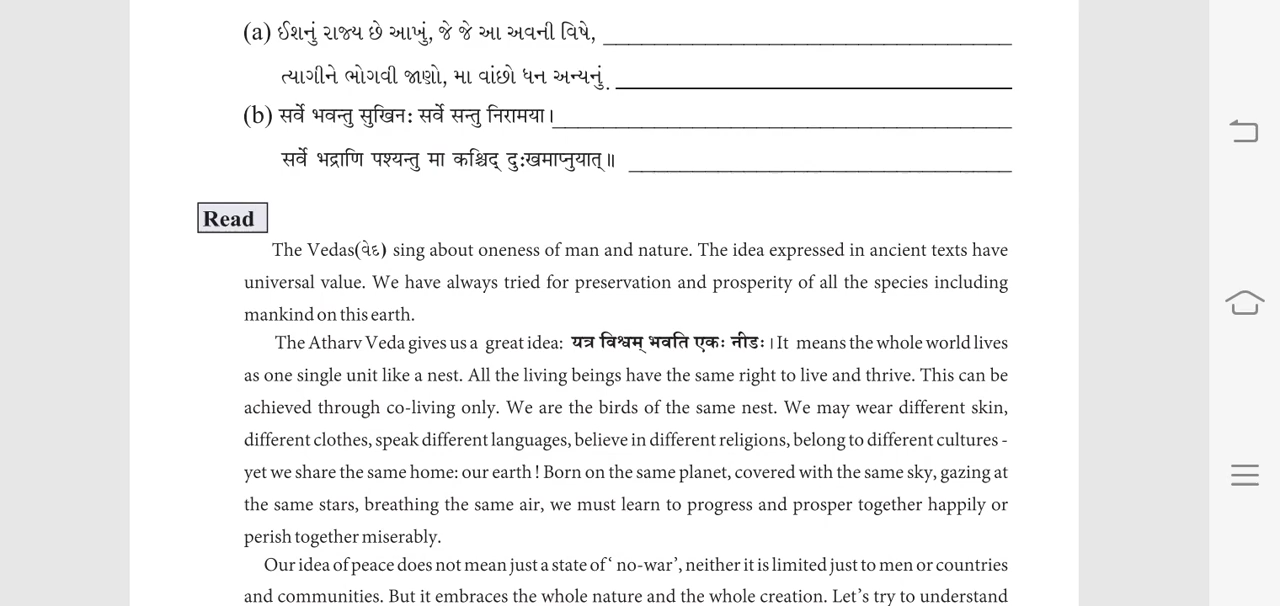 (a) ઈશનું રાજ્ય છે આખું, જે જે આ અવની વિષે, ________________
ત્યાગીને ભોગવી જાણો, મા વાંછો ધન અન્યનું. ________________
(b) सर्वे भवन्तु सुखिन: सर्वे सन्तु निरामया। ________________
सर्वे भद्राणि पश्यन्तु मा कश्चिद् दु:खमाप्नुयात्॥ ________________
Read
The Vedas(વેદ) sing about oneness of man and nature. The idea expressed in ancient texts have
universal value. We have always tried for preservation and prosperity of all the species including
mankind on this earth.
The Atharv Veda gives us a great idea: यत्र विश्वम् भवति एकः नीडः। It means the whole world lives
as one single unit like a nest. All the living beings have the same right to live and thrive. This can be
achieved through co-living only. We are the birds of the same nest. We may wear different skin,
different clothes, speak different languages, believe in different religions, belong to different cultures -
yet we share the same home: our earth ! Born on the same planet, covered with the same sky, gazing at
the same stars, breathing the same air, we must learn to progress and prosper together happily or
perish together miserably.
Our idea of peace does not mean just a state of ‘ no-war’, neither it is limited just to men or countries
and communities. But it embraces the whole nature and the whole creation. Let’s try to understand